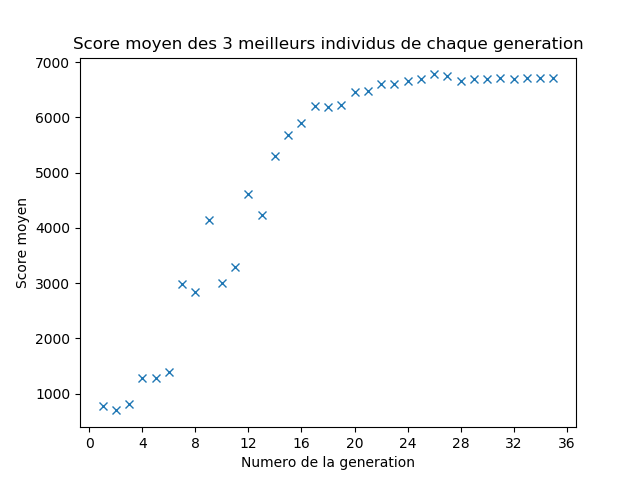 Score moyen des 3 meilleurs individus de chaque generation
7000
6000
5000
4000
3000
2000
1000
Score moyen
0 4 8 12 16 20 24 28 32 36
Numero de la generation